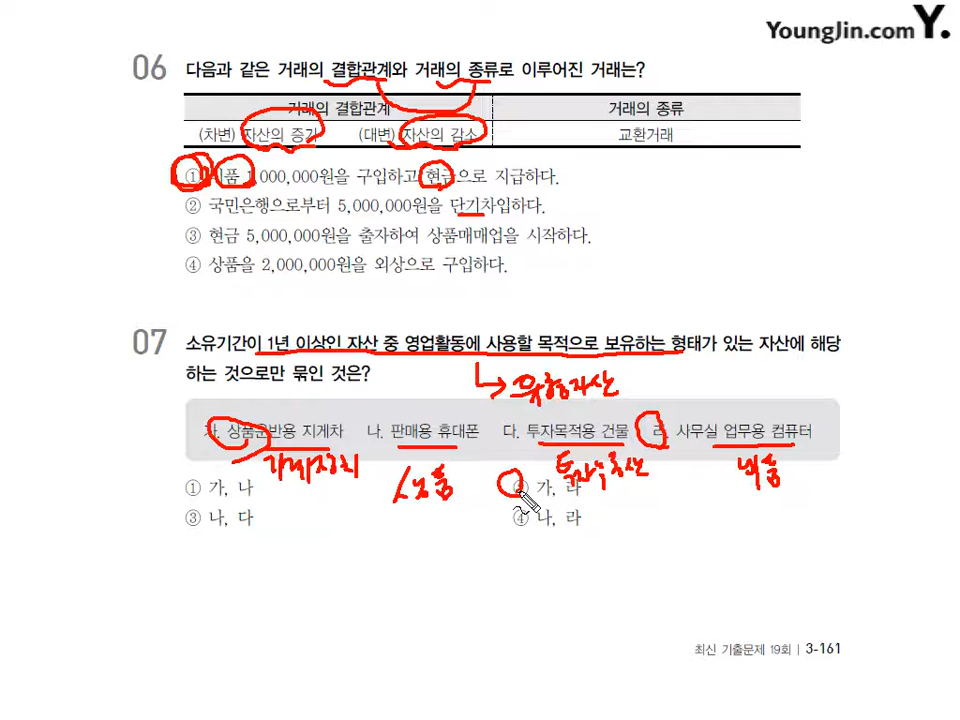 YoungJin.com Y.
06 다음과 같은 거래의 결합관계와 거래의 종류로 이루어진 거래는?
거래의 결합관계 거래의 종류
(차변) 자산의 증가 (대변) 자산의 감소 교환거래
① 비품 1,000,000원을 구입하고 현금으로 지급하다.
② 국민은행으로부터 5,000,000원을 단기차입하다.
③ 현금 5,000,000원을 출자하여 상품매매업을 시작하다.
④ 상품을 2,000,000원을 외상으로 구입하다.
07 소유기간이 1년 이상인 자산 중 영업활동에 사용할 목적으로 보유하는 형태가 있는 자산에 해당
하는 것으로만 묶인 것은?
유형자산
가. 상품운반용 지게차 나. 판매용 휴대폰 다. 투자목적용 건물 라. 사무실 업무용 컴퓨터
상품 투자부동산 비품
① 가, 나 ② 가, 라
③ 나, 다 ④ 나, 라
최신 기출문제 19회 | 3-161